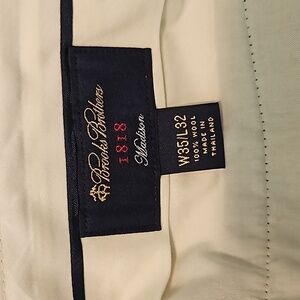 Brooks Brothers
1818
Madison
W35/L32
100% WOOL
MADE IN
THAILAND